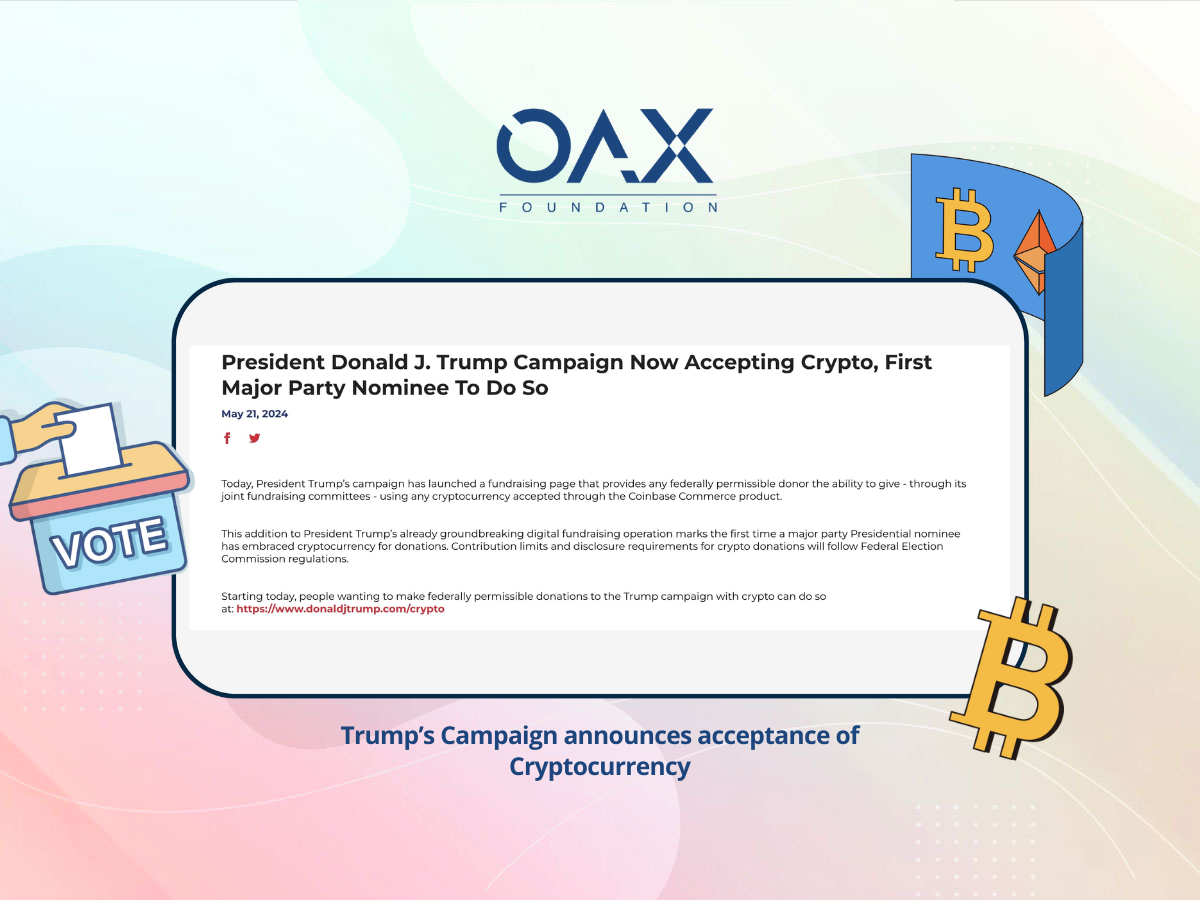 OAX
FOUNDATION
President Donald J. Trump Campaign Now Accepting Crypto, First
Major Party Nominee To Do So
May 21, 2024
Today, President Trump's campaign has launched a fundraising page that provides any federally permissible donor the ability to give - through its
joint fundraising committees - using any cryptocurrency accepted through the Coinbase Commerce product.
This addition to President Trump's already groundbreaking digital fundraising operation marks the first time a major party Presidential nominee
has embraced cryptocurrency for donations. Contribution limits and disclosure requirements for crypto donations will follow Federal Election
Commission regulations.
Starting today, people wanting to make federally permissible donations to the Trump campaign with crypto can do so
at: https://www.donaldjtrump.com/crypto
VOTE
Trump’s Campaign announces acceptance of
Cryptocurrency